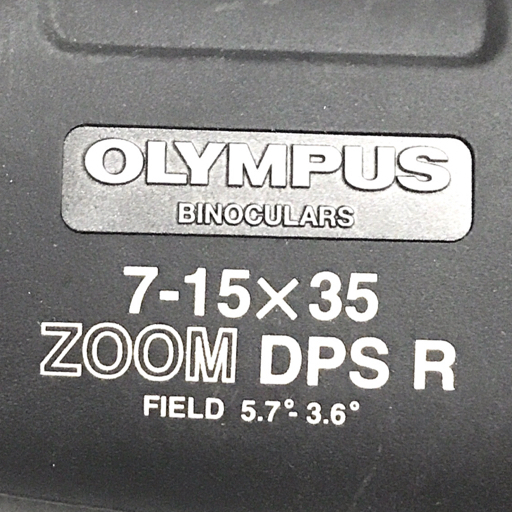 OLYMPUS
BINOCULARS
7-15×35
ZOOM DPS R
FIELD 5.7°- 3.6°